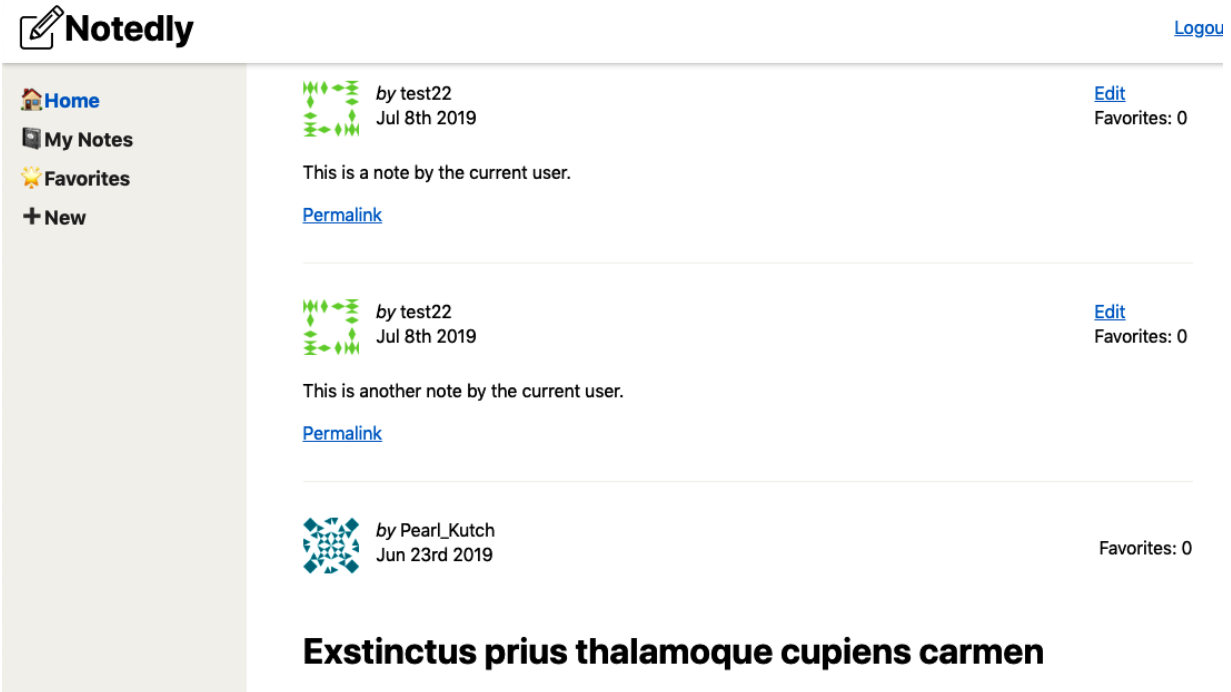 Notedly
Logou
Home
My Notes
Favorites
New
by test22
Jul 8th 2019
Edit
Favorites: 0
This is a note by the current user.
Permalink
by test22
Jul 8th 2019
Edit
Favorites: 0
This is another note by the current user.
Permalink
by Pearl_Kutch
Jun 23rd 2019
Favorites: 0
Exstinctus prius thalamoque cupiens carmen